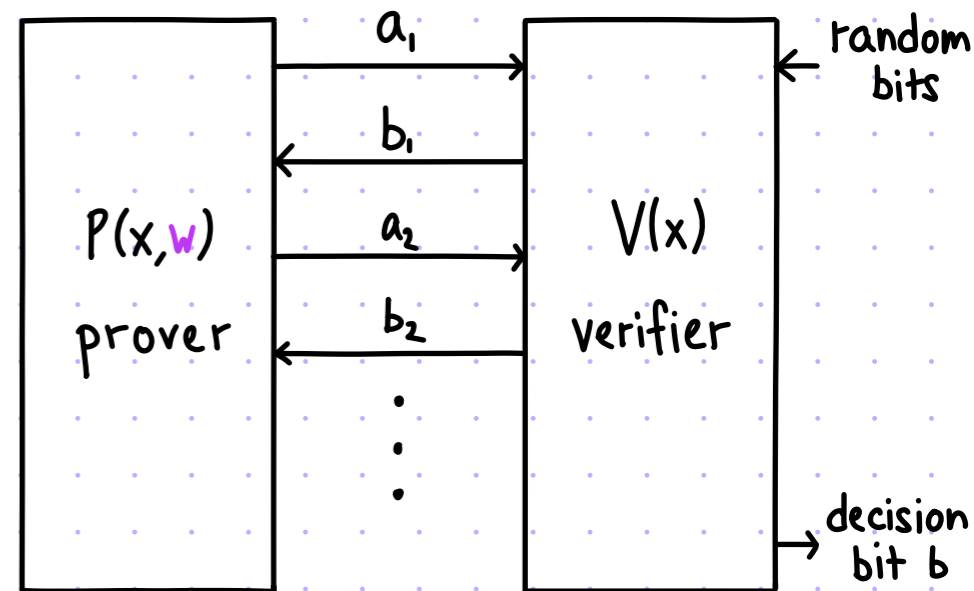 a₁
random
bits
b₁
P(x,w)
a₂
V(x)
prover
b₂
verifier
decision
bit b